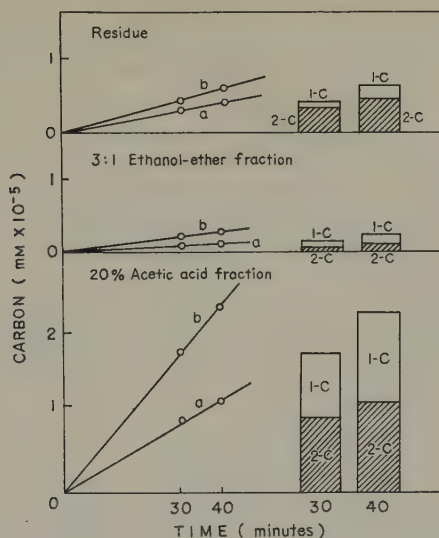 Residue
1
0
b
a
1-C
2-C
1-C
2-C
3:1 Ethanol-ether fraction
1
0
b
a
1-C
2-C
1-C
2-C
20% Acetic acid fraction
2
1
0
b
a
1-C
2-C
1-C
2-C
30 40
30 40
TIME ( minutes )
CARBON ( mM X 10⁻⁵ )